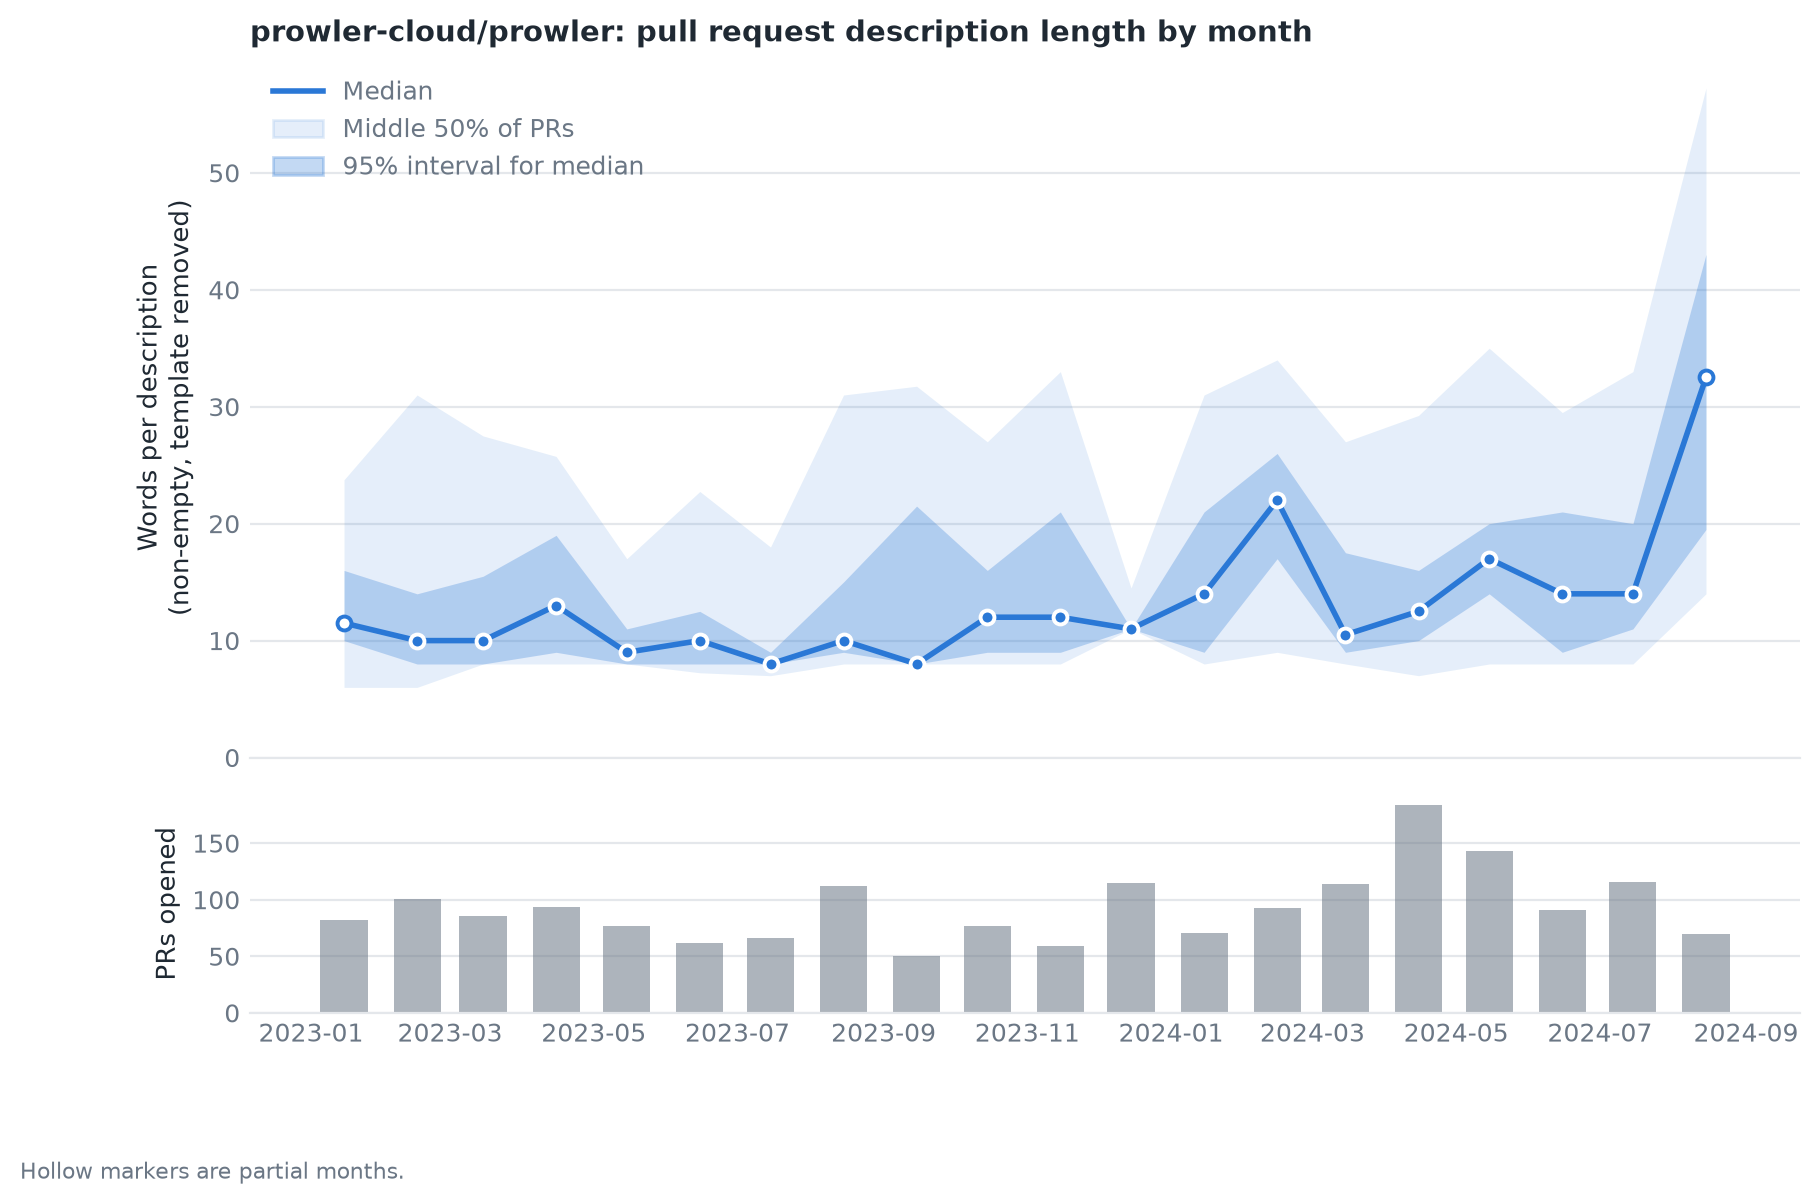 prowler-cloud/prowler: pull request description length by month
Median
Middle 50% of PRs
95% interval for median
Words per description
(non-empty, template removed)
50
40
30
20
10
0
PRs opened
150
100
50
0
2023-01 2023-03 2023-05 2023-07 2023-09 2023-11 2024-01 2024-03 2024-05 2024-07 2024-09
Hollow markers are partial months.